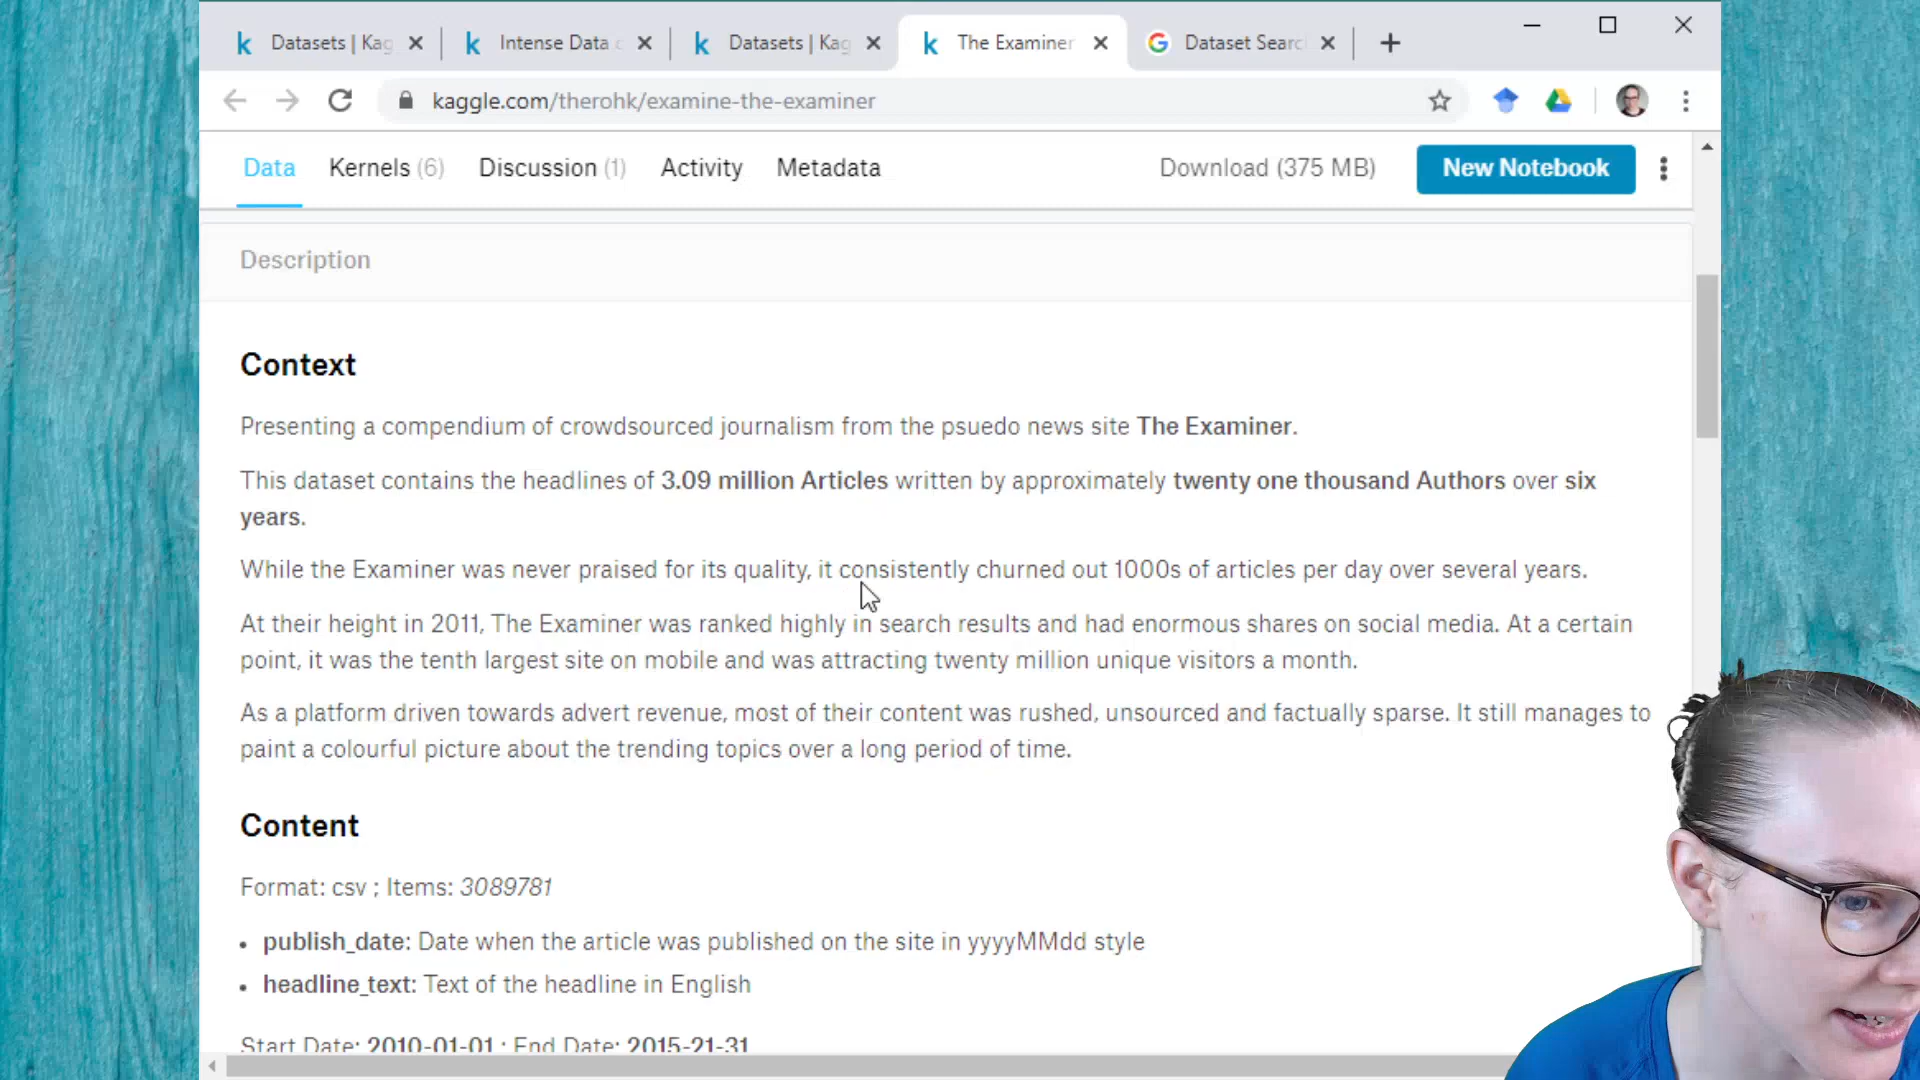 Datasets | Kag
Intense Data
Datasets | Kag
The Examiner
Dataset Searc
kaggle.com/therohk/examine-the-examiner
Data Kernels (6) Discussion (1) Activity Metadata Download (375 MB) New Notebook
Description
Context
Presenting a compendium of crowdsourced journalism from the psuedo news site The Examiner.
This dataset contains the headlines of 3.09 million Articles written by approximately twenty one thousand Authors over six
years.
While the Examiner was never praised for its quality, it consistently churned out 1000s of articles per day over several years.
At their height in 2011, The Examiner was ranked highly in search results and had enormous shares on social media. At a certain
point, it was the tenth largest site on mobile and was attracting twenty million unique visitors a month.
As a platform driven towards advert revenue, most of their content was rushed, unsourced and factually sparse. It still manages to
paint a colourful picture about the trending topics over a long period of time.
Content
Format: csv ; Items: 3089781
• publish_date: Date when the article was published on the site in yyyyMMdd style
• headline_text: Text of the headline in English
Start Date: 2010-01-01 ; End Date: 2015-21-31